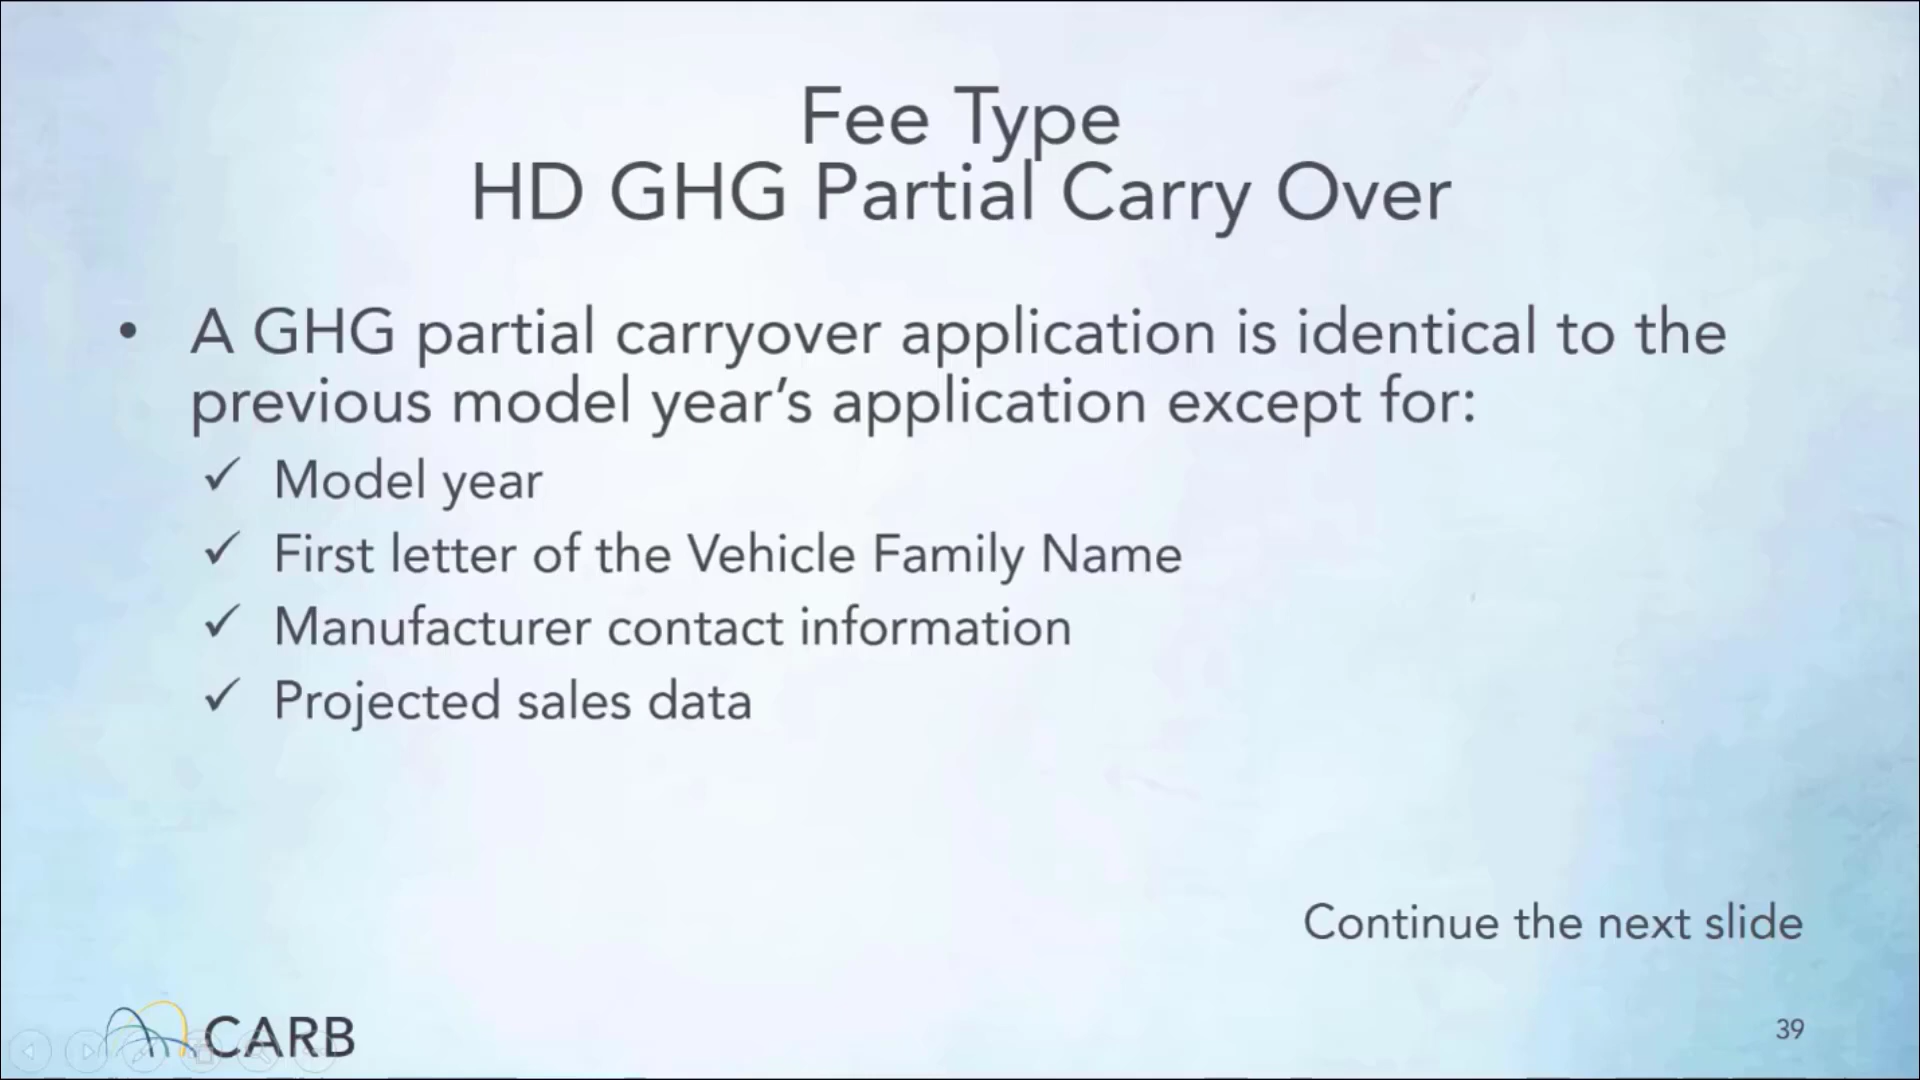 Fee Type
HD GHG Partial Carry Over
• A GHG partial carryover application is identical to the
previous model year’s application except for:
✓ Model year
✓ First letter of the Vehicle Family Name
✓ Manufacturer contact information
✓ Projected sales data
Continue the next slide
CARB
39